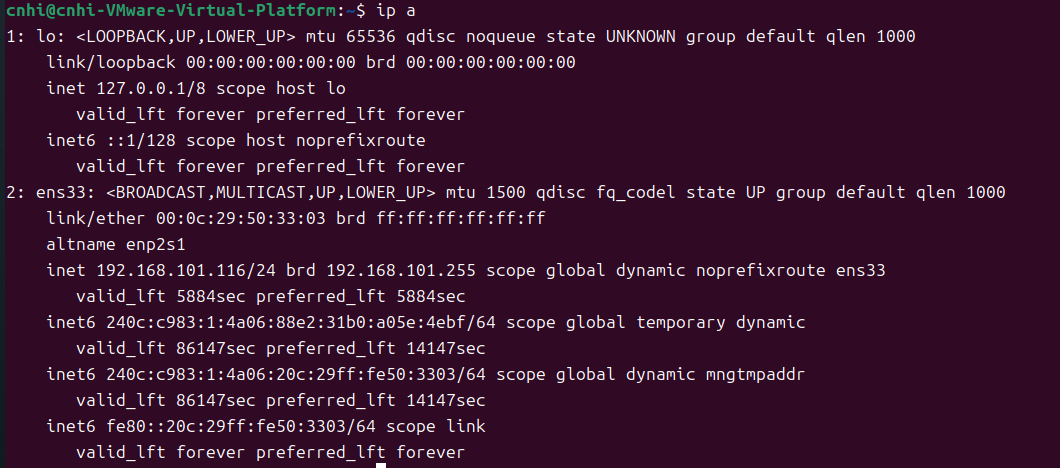 cnhi@cnhi-VMware-Virtual-Platform:~$ ip a
1: lo: <LOOPBACK,UP,LOWER_UP> mtu 65536 qdisc noqueue state UNKNOWN group default qlen 1000
    link/loopback 00:00:00:00:00:00 brd 00:00:00:00:00:00
    inet 127.0.0.1/8 scope host lo
       valid_lft forever preferred_lft forever
    inet6 ::1/128 scope host noprefixroute
       valid_lft forever preferred_lft forever
2: ens33: <BROADCAST,MULTICAST,UP,LOWER_UP> mtu 1500 qdisc fq_codel state UP group default qlen 1000
    link/ether 00:0c:29:50:33:03 brd ff:ff:ff:ff:ff:ff
    altname enp2s1
    inet 192.168.101.116/24 brd 192.168.101.255 scope global dynamic noprefixroute ens33
       valid_lft 5884sec preferred_lft 5884sec
    inet6 240c:c983:1:4a06:88e2:31b0:a05e:4ebf/64 scope global temporary dynamic
       valid_lft 86147sec preferred_lft 14147sec
    inet6 240c:c983:1:4a06:20c:29ff:fe50:3303/64 scope global dynamic mngtmpaddr
       valid_lft 86147sec preferred_lft 14147sec
    inet6 fe80::20c:29ff:fe50:3303/64 scope link
       valid_lft forever preferred_lft forever